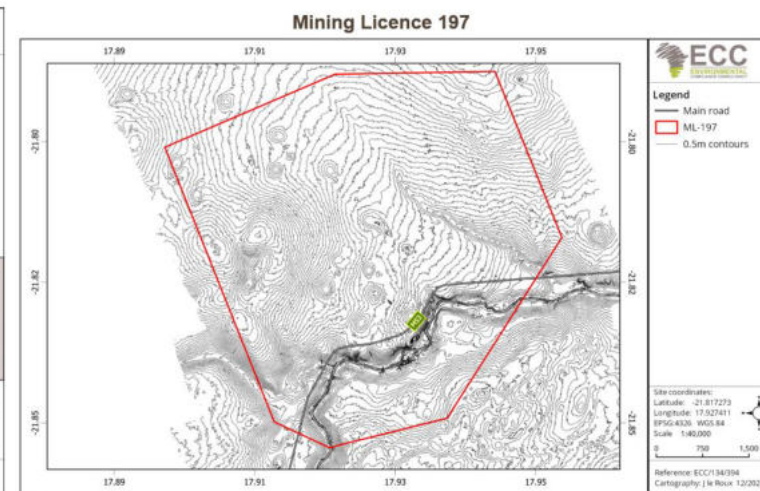 Mining Licence 197
17.89 17.91 17.93 17.95
-21.80 -21.80
-21.82 -21.82
-21.85 -21.85
17.89 17.91 17.93 17.95
ECC
ENVIRONMENTAL
Legend
Main road
ML-197
0.5m contours
Site coordinates:
Latitude: -21.817273
Longitude: 17.927411
EPSG:4326 WGS 84
Scale 1:40,000
0 750 1,500
Reference: ECC/134/394
Cartography: J le Roux 12/202